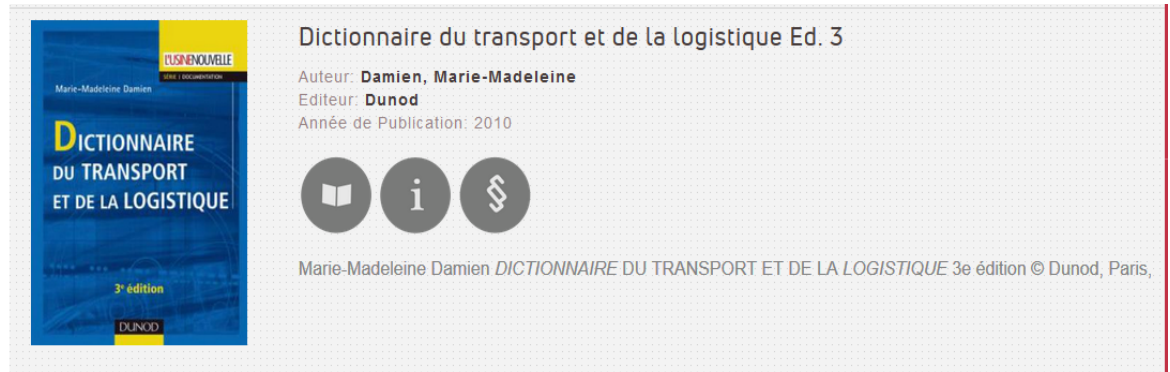 L'USINENOUVELLE
SÉRIE | DOCUMENTATION
Marie-Madeleine Damien
DICTIONNAIRE
DU TRANSPORT
ET DE LA LOGISTIQUE
3e édition
DUNOD
Dictionnaire du transport et de la logistique Ed. 3
Auteur: Damien, Marie-Madeleine
Editeur: Dunod
Année de Publication: 2010
i §
Marie-Madeleine Damien DICTIONNAIRE DU TRANSPORT ET DE LA LOGISTIQUE 3e édition © Dunod, Paris,